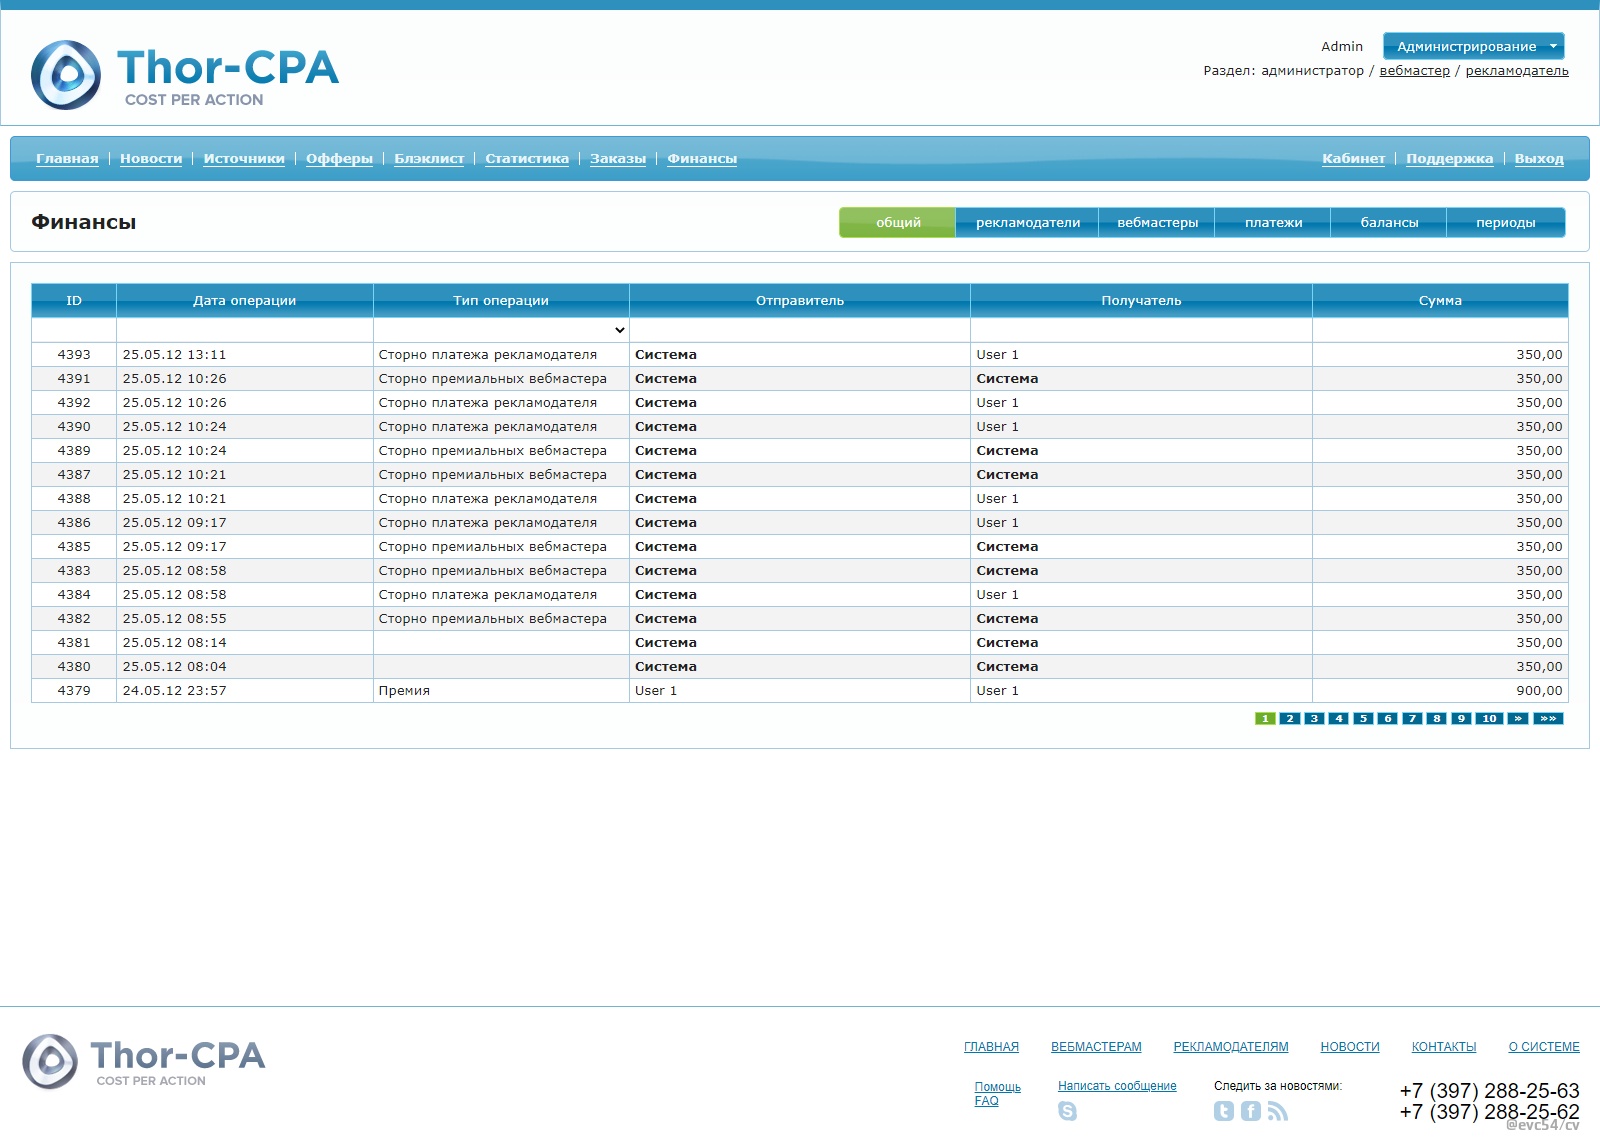 Thor-CPA
COST PER ACTION
Admin
Администрирование
Раздел: администратор / вебмастер / рекламодатель
Главная | Новости | Источники | Офферы | Блэклист | Статистика | Заказы | Финансы
Кабинет | Поддержка | Выход
Финансы
общий рекламодатели вебмастеры платежи балансы периоды
ID Дата операции Тип операции Отправитель Получатель Сумма
4393 25.05.12 13:11 Сторно платежа рекламодателя Система User 1 350,00
4391 25.05.12 10:26 Сторно премиальных вебмастера Система Система 350,00
4392 25.05.12 10:26 Сторно платежа рекламодателя Система User 1 350,00
4390 25.05.12 10:24 Сторно платежа рекламодателя Система User 1 350,00
4389 25.05.12 10:24 Сторно премиальных вебмастера Система Система 350,00
4387 25.05.12 10:21 Сторно премиальных вебмастера Система Система 350,00
4388 25.05.12 10:21 Сторно платежа рекламодателя Система User 1 350,00
4386 25.05.12 09:17 Сторно платежа рекламодателя Система User 1 350,00
4385 25.05.12 09:17 Сторно премиальных вебмастера Система Система 350,00
4383 25.05.12 08:58 Сторно премиальных вебмастера Система Система 350,00
4384 25.05.12 08:58 Сторно платежа рекламодателя Система User 1 350,00
4382 25.05.12 08:55 Сторно премиальных вебмастера Система Система 350,00
4381 25.05.12 08:14 Система Система 350,00
4380 25.05.12 08:04 Система Система 350,00
4379 24.05.12 23:57 Премия User 1 User 1 900,00
1 2 3 4 5 6 7 8 9 10 » »»
Thor-CPA
COST PER ACTION
ГЛАВНАЯ ВЕБМАСТЕРАМ РЕКЛАМОДАТЕЛЯМ НОВОСТИ КОНТАКТЫ О СИСТЕМЕ
Помощь
FAQ
Написать сообщение
Следить за новостями:
+7 (397) 288-25-63
+7 (397) 288-25-62
@evc54/cv